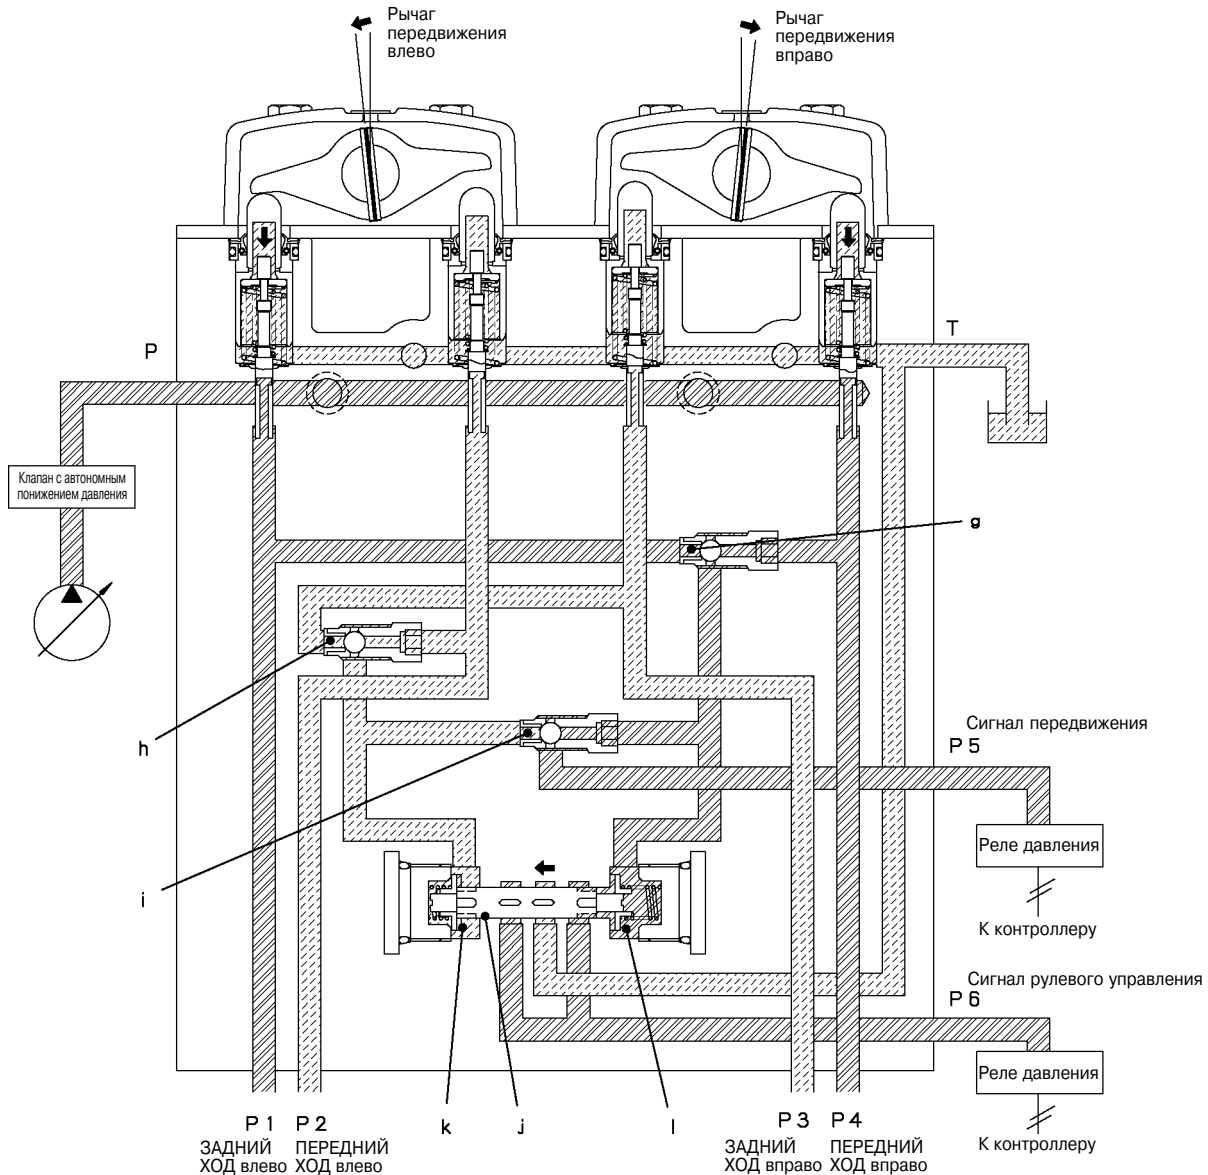 Рычаг
передвижения
влево
Рычаг
передвижения
вправо
P
T
Клапан с автономным
понижением давления
g
h
Сигнал передвижения
P 5
Реле давления
i
К контроллеру
Сигнал рулевого управления
P 6
Реле давления
К контроллеру
k
j
l
P 1
ЗАДНИЙ
ХОД влево
P 2
ПЕРЕДНИЙ
ХОД влево
P 3
ЗАДНИЙ
ХОД вправо
P 4
ПЕРЕДНИЙ
ХОД вправо